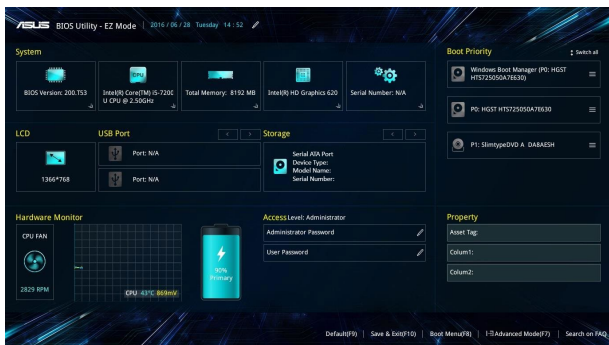 ASUS BIOS Utility - EZ Mode 2016/06/28 Tuesday 14:52
System
BIOS Version: 200.T53
CPU
Intel(R) Core(TM) i5-7200
U CPU @ 2.50GHz
Total Memory: 8192 MB
Intel(R) HD Graphics 620
Serial Number: N/A
Boot Priority
Switch all
Windows Boot Manager (P0: HGST
HTS725050A7E630)
P0: HGST HTS725050A7E630
P1: SlimtypeDVD A DA8AESH
LCD
1366*768
USB Port
Port: N/A
Port: N/A
Storage
Serial ATA Port
Device Type:
Model Name:
Serial Number:
Hardware Monitor
CPU FAN
2829 RPM
CPU 43°C 869mV
90%
Primary
Access Level: Administrator
Administrator Password
User Password
Property
Asset Tag:
Colum1:
Colum2:
Default(F9) | Save & Exit(F10) | Boot Menu(F8) | Advanced Mode(F7) | Search on FAQ